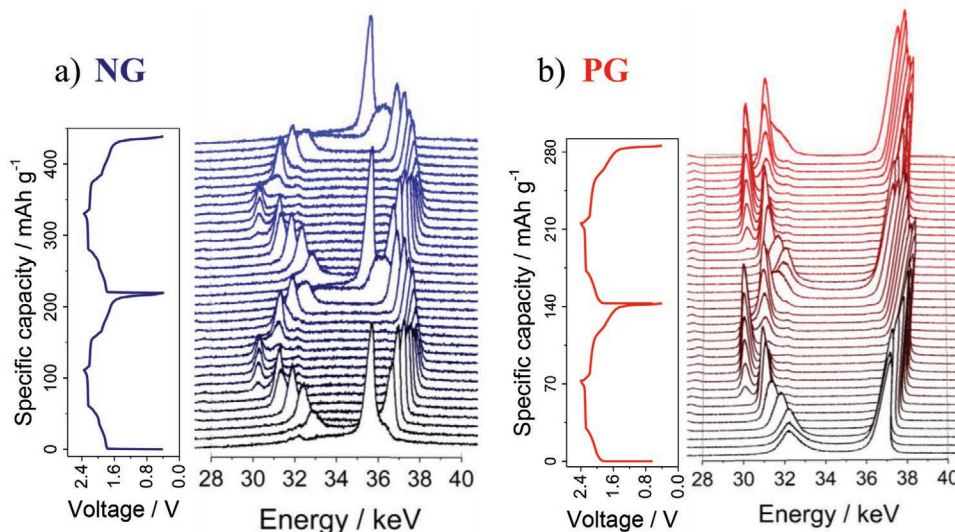 a) NG
b) PG
Specific capacity / mAh g⁻¹
400
300
200
100
0
2.4 1.6 0.8 0.0
Voltage / V
28 30 32 34 36 38 40
Energy / keV
Specific capacity / mAh g⁻¹
280
210
140
70
0
2.4 1.6 0.8 0.0
Voltage / V
28 30 32 34 36 38 40
Energy / keV